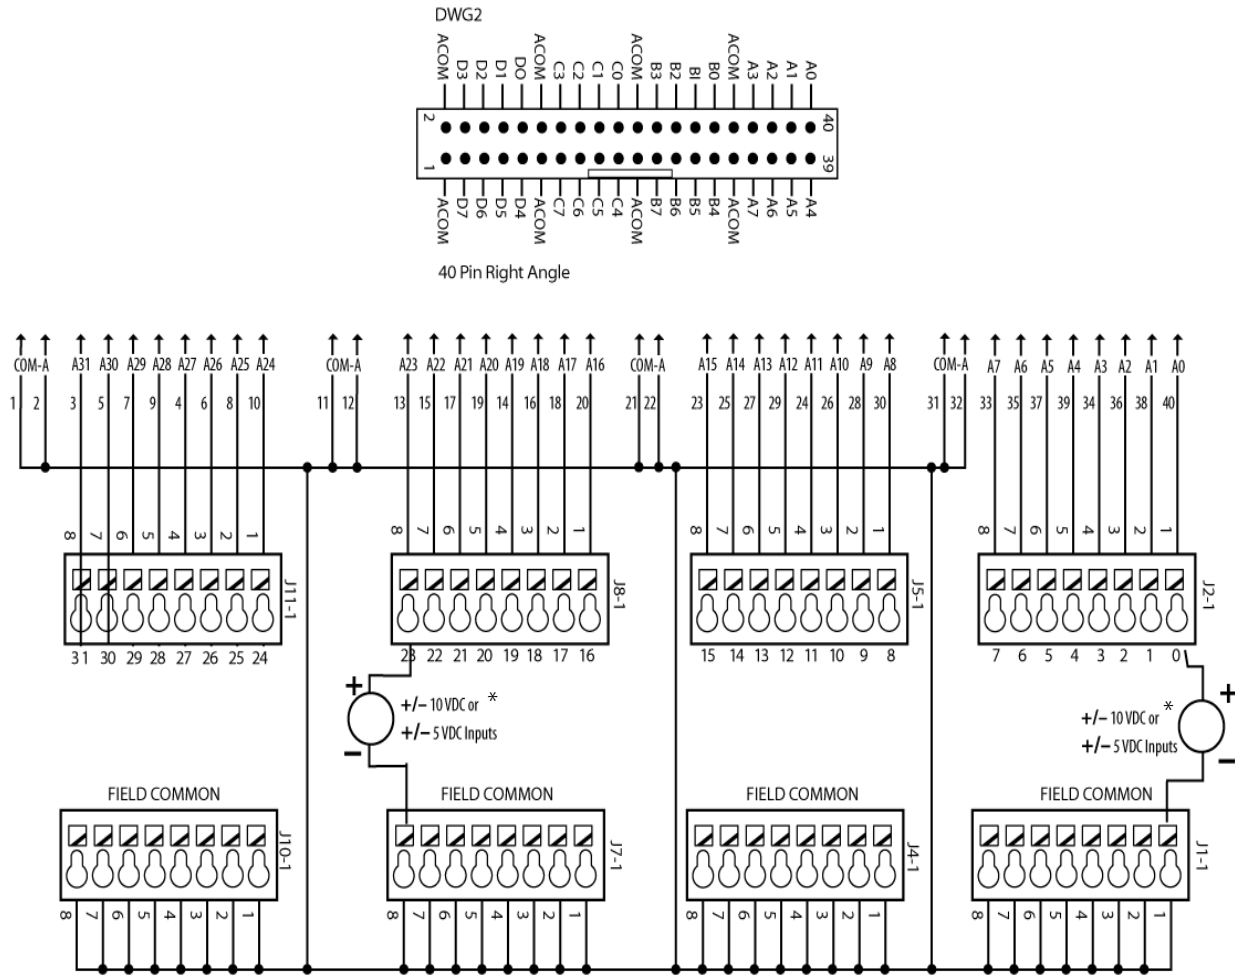 DWG2
ACOM D3 D2 D1 DO ACOM C3 C2 C1 C0 ACOM B3 B2 BI B0 ACOM A3 A2 A1 A0
2 40
1 39
ACOM D7 D6 D5 D4 ACOM C7 C6 C5 C4 ACOM B7 B6 B5 B4 ACOM A7 A6 A5 A4
40 Pin Right Angle
COM-A A31 A30 A29 A28 A27 A26 A25 A24 COM-A A23 A22 A21 A20 A19 A18 A17 A16 COM-A A15 A14 A13 A12 A11 A10 A9 A8 COM-A A7 A6 A5 A4 A3 A2 A1 A0
1 2 3 5 7 9 4 6 8 10 11 12 13 15 17 19 14 16 18 20 21 22 23 25 27 29 24 26 28 30 31 32 33 35 37 39 34 36 38 40
8 7 6 5 4 3 2 1 8 7 6 5 4 3 2 1 8 7 6 5 4 3 2 1 8 7 6 5 4 3 2 1
J11-1 J8-1 J5-1 J2-1
31 30 29 28 27 26 25 24 23 22 21 20 19 18 17 16 15 14 13 12 11 10 9 8 7 6 5 4 3 2 1 0
+ +
+/– 10 VDC or * +/– 10 VDC or *
+/– 5 VDC Inputs +/– 5 VDC Inputs
– –
FIELD COMMON FIELD COMMON FIELD COMMON FIELD COMMON
J10-1 J7-1 J4-1 J1-1
8 7 6 5 4 3 2 1 8 7 6 5 4 3 2 1 8 7 6 5 4 3 2 1 8 7 6 5 4 3 2 1